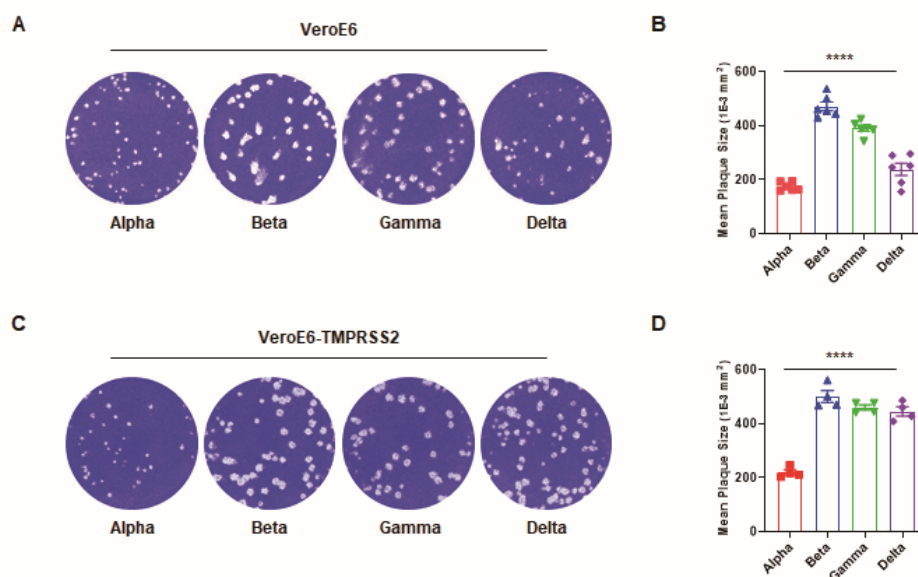 A
VeroE6
Alpha
Beta
Gamma
Delta
B
****
Mean Plaque Size (1E-3 mm²)
600
400
200
0
Alpha
Beta
Gamma
Delta
C
VeroE6-TMPRSS2
Alpha
Beta
Gamma
Delta
D
****
Mean Plaque Size (1E-3 mm²)
600
400
200
0
Alpha
Beta
Gamma
Delta